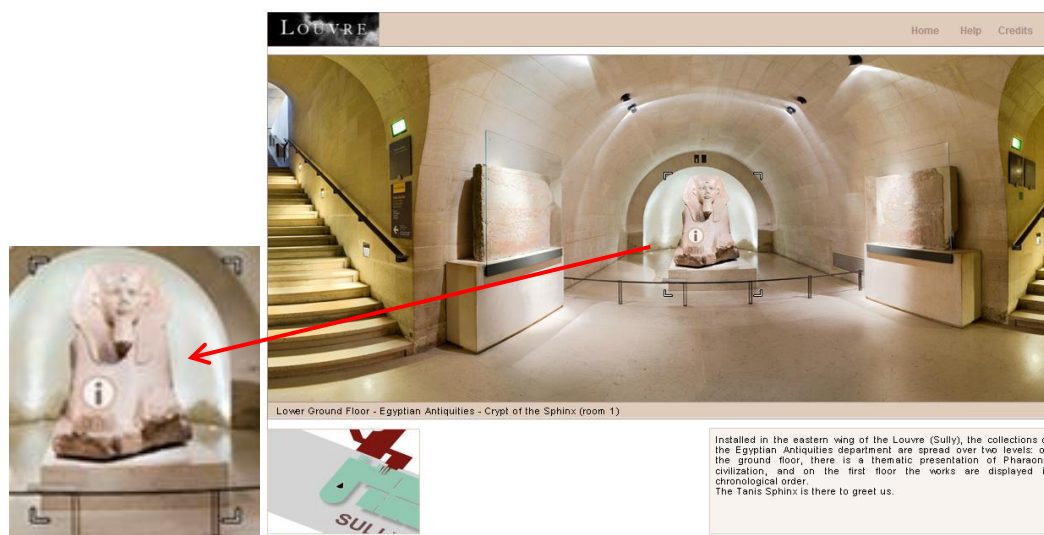 LOUVRE
Home Help Credits
Lower Ground Floor - Egyptian Antiquities - Crypt of the Sphinx (room 1)
SULL
Installed in the eastern wing of the Louvre (Sully), the collections
the Egyptian Antiquities department are spread over two levels:
the ground floor, there is a thematic presentation of Pharaon
civilization, and on the first floor the works are displayed
chronological order.
The Tanis Sphinx is there to greet us.